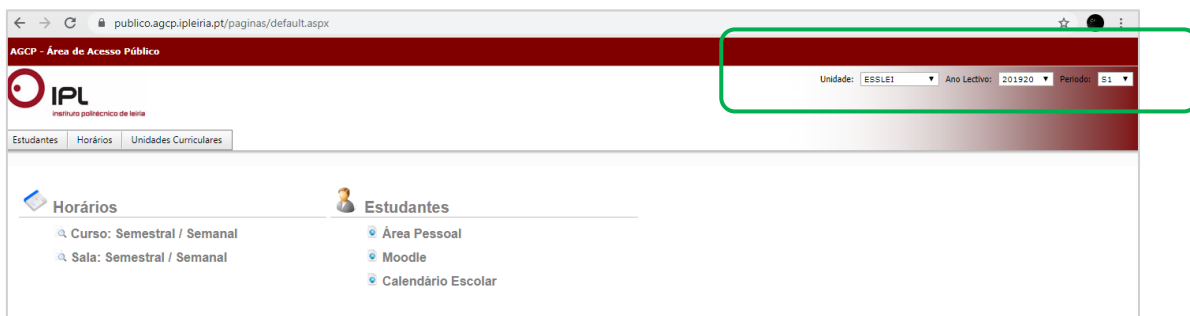 publico.agcp.ipleiria.pt/paginas/default.aspx
AGCP - Área de Acesso Público
IPL
instituto politécnico de leiria
Unidade: ESSLEI Ano Lectivo: 201920 Periodo: S1
Estudantes Horários Unidades Curriculares
Horários
Curso: Semestral / Semanal
Sala: Semestral / Semanal
Estudantes
Área Pessoal
Moodle
Calendário Escolar